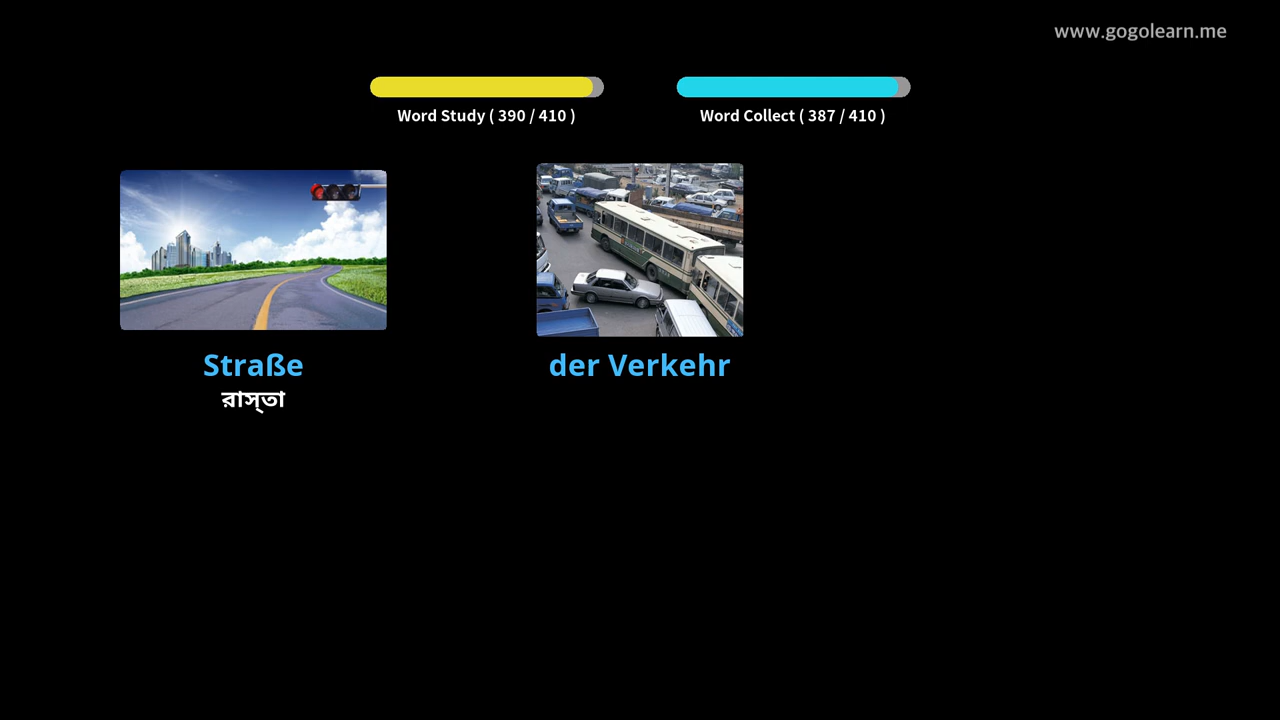 www.gogolearn.me
Word Study ( 390 / 410 )
Word Collect ( 387 / 410 )
Straße
রাস্তা
der Verkehr